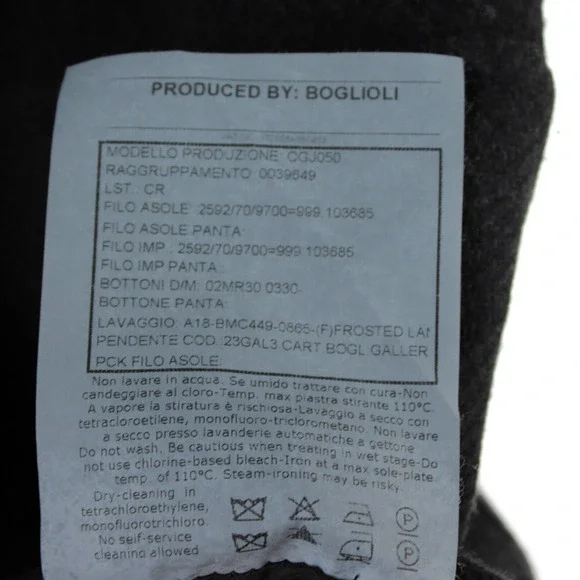 PRODUCED BY: BOGLIOLI
MODELLO PRODUZIONE: CGJ050
RAGGRUPPAMENTO: 0039649
LST.: CR
FILO ASOLE: 2592/70/9700=999.103685
FILO ASOLE PANTA:
FILO IMP.: 2592/70/9700=999.103685
FILO IMP PANTA:
BOTTONI D/M: 02MR30 0330-
BOTTONE PANTA:
LAVAGGIO: A18-BMC449-0865-(F)FROSTED LAN
PENDENTE COD.: 23GAL3 CART BOGL GALLER
PCK FILO ASOLE:
Non lavare in acqua. Se umido trattare con cura-Non
candeggiare al cloro-Temp. max piastra stirante 110°C.
A vapore la stiratura è rischiosa-Lavaggio a secco con
tetracloroetilene, monofluoro-triclorometano. Non lavare
a secco presso lavanderie automatiche a gettone
Do not wash. Be cautious when treating in wet stage-Do
not use chlorine-based bleach-Iron at a max sole-plate
temp. of 110°C. Steam-ironing may be risky.
Dry-cleaning in
tetrachloroethylene,
monofluorotrichloro.
No self-service
cleaning allowed
P
P